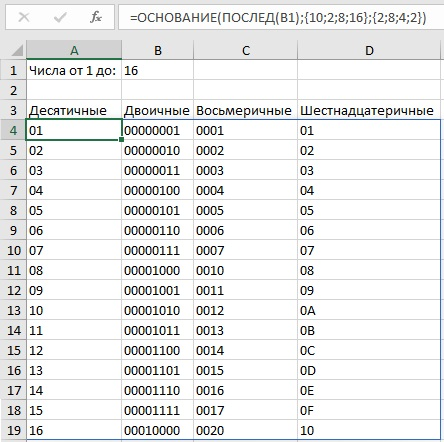 fx =ОСНОВАНИЕ(ПОСЛЕД(B1);{10;2;8;16};{2;8;4;2})
A B C D
1 Числа от 1 до: 16
2
3 Десятичные Двоичные Восьмеричные Шестнадцатеричные
4 01 00000001 0001 01
5 02 00000010 0002 02
6 03 00000011 0003 03
7 04 00000100 0004 04
8 05 00000101 0005 05
9 06 00000110 0006 06
10 07 00000111 0007 07
11 08 00001000 0010 08
12 09 00001001 0011 09
13 10 00001010 0012 0A
14 11 00001011 0013 0B
15 12 00001100 0014 0C
16 13 00001101 0015 0D
17 14 00001110 0016 0E
18 15 00001111 0017 0F
19 16 00010000 0020 10